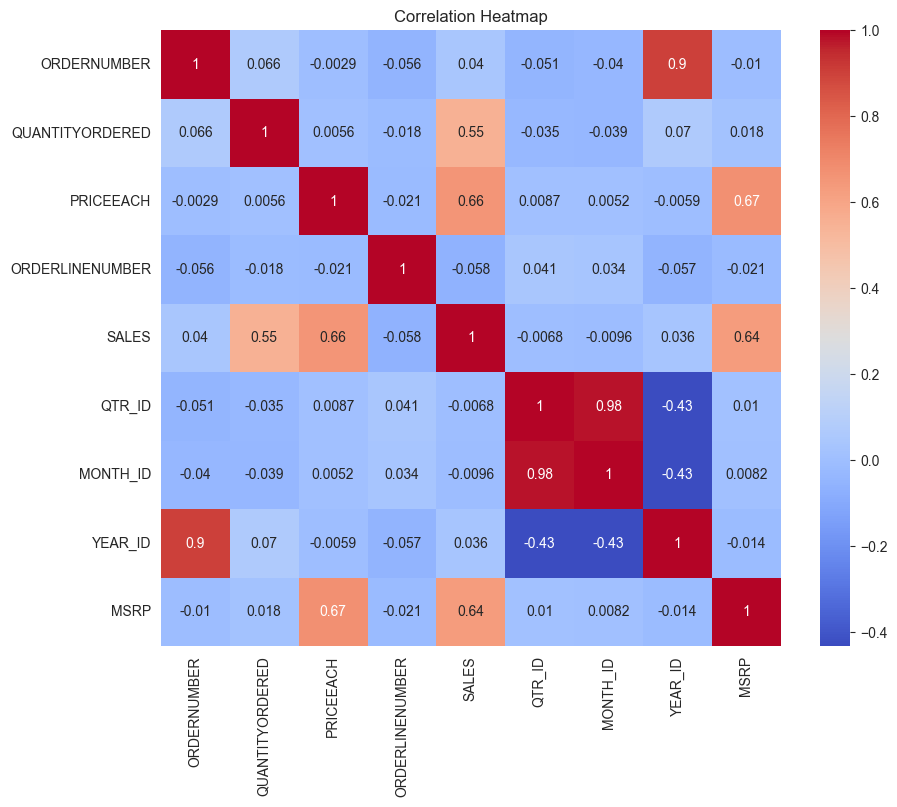 Correlation Heatmap
ORDERNUMBER 1 0.066 -0.0029 -0.056 0.04 -0.051 -0.04 0.9 -0.01
QUANTITYORDERED 0.066 1 0.0056 -0.018 0.55 -0.035 -0.039 0.07 0.018
PRICEEACH -0.0029 0.0056 1 -0.021 0.66 0.0087 0.0052 -0.0059 0.67
ORDERLINENUMBER -0.056 -0.018 -0.021 1 -0.058 0.041 0.034 -0.057 -0.021
SALES 0.04 0.55 0.66 -0.058 1 -0.0068 -0.0096 0.036 0.64
QTR_ID -0.051 -0.035 0.0087 0.041 -0.0068 1 0.98 -0.43 0.01
MONTH_ID -0.04 -0.039 0.0052 0.034 -0.0096 0.98 1 -0.43 0.0082
YEAR_ID 0.9 0.07 -0.0059 -0.057 0.036 -0.43 -0.43 1 -0.014
MSRP -0.01 0.018 0.67 -0.021 0.64 0.01 0.0082 -0.014 1
ORDERNUMBER
QUANTITYORDERED
PRICEEACH
ORDERLINENUMBER
SALES
QTR_ID
MONTH_ID
YEAR_ID
MSRP
1.0
0.8
0.6
0.4
0.2
0.0
−0.2
−0.4